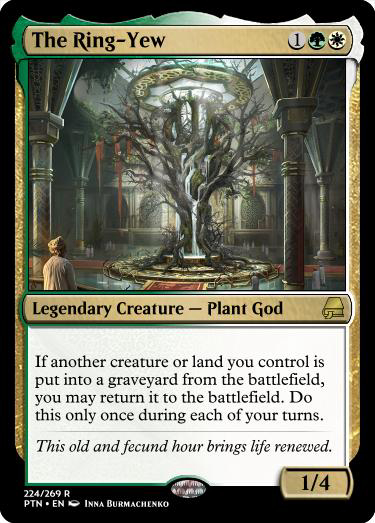 The Ring-Yew 1
Legendary Creature — Plant God
If another creature or land you control is
put into a graveyard from the battlefield,
you may return it to the battlefield. Do
this only once during each of your turns.
This old and fecund hour brings life renewed.
1/4
224/269 R
PTN • EN Inna Burmachenko